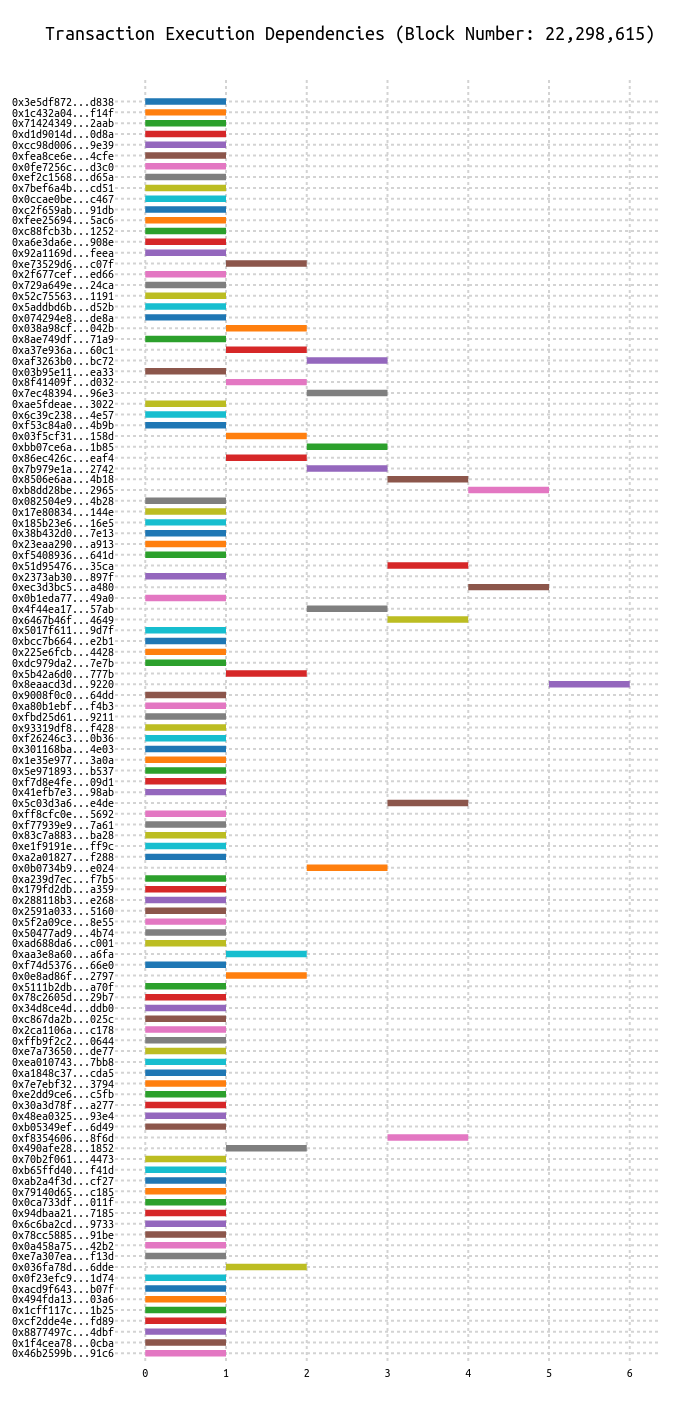 Transaction Execution Dependencies (Block Number: 22,298,615)
0x3e5df872...d838
0x1c432a04...f14f
0x71424349...2aab
0xd1d9014d...0d8a
0xcc98d006...9e39
0xfea8ce6e...4cfe
0x0fe7256c...d3c0
0xef2c1568...d65a
0x7bef6a4b...cd51
0x0ccae0be...c467
0xc2f659ab...91db
0xfee25694...5ac6
0xc88fcb3b...1252
0xa6e3da6e...908e
0x92a1169d...feea
0xe73529d6...c07f
0x2f677cef...ed66
0x729a649e...24ca
0x52c75563...1191
0x5addbd6b...d52b
0x074294e8...de8a
0x038a98cf...042b
0x8ae749df...71a9
0xa37e936a...60c1
0xaf3263b0...bc72
0x03b95e11...ea33
0x8f41409f...d032
0x7ec48394...96e3
0xae5fdeae...3022
0x6c39c238...4e57
0xf53c84a0...4b9b
0x03f5cf31...158d
0xbb07ce6a...1b85
0x86ec426c...eaf4
0x7b979e1a...2742
0x8506e6aa...4b18
0xb8dd28be...2965
0x082504e9...4b28
0x17e80834...144e
0x185b23e6...16e5
0x38b432d0...7e13
0x23eaa290...a913
0xf5408936...641d
0x51d95476...35ca
0x2373ab30...897f
0xec3d3bc5...a480
0x0b1eda77...49a0
0x4f44ea17...57ab
0x6467b46f...4649
0x5017f611...9d7f
0xbcc7b664...e2b1
0x225e6fcb...4428
0xdc979da2...7e7b
0x5b42a6d0...777b
0x8eaacd3d...9220
0x9008f0c0...64dd
0xa80b1ebf...f4b3
0xfbd25d61...9211
0x93319df8...f428
0xf26246c3...0b36
0x301168ba...4e03
0x1e35e977...3a0a
0x5e971893...b537
0xf7d8e4fe...09d1
0x41efb7e3...98ab
0x5c03d3a6...e4de
0xff8cfc0e...5692
0xf77939e9...7a61
0x83c7a883...ba28
0xe1f9191e...ff9c
0xa2a01827...f288
0x0b0734b9...e024
0xa239d7ec...f7b5
0x179fd2db...a359
0x288118b3...e268
0x2591a033...5160
0x5f2a09ce...8e55
0x50477ad9...4b74
0xad688da6...c001
0xaa3e8a60...a6fa
0xf74d5376...66e0
0x0e8ad86f...2797
0x5111b2db...a70f
0x78c2605d...29b7
0x34d8ce4d...ddb0
0xc867da2b...025c
0x2ca1106a...c178
0xffb9f2c2...0644
0xe7a73650...de77
0xea010743...7bb8
0xa1848c37...cda5
0x7e7ebf32...3794
0xe2dd9ce6...c5fb
0x30a3d78f...a277
0x48ea0325...93e4
0xb05349ef...6d49
0xf8354606...8f6d
0x490afe28...1852
0x70b2f061...4473
0xb65ffd40...f41d
0xab2a4f3d...cf27
0x79140d65...c185
0x0ca733df...011f
0x94dbaa21...7185
0x6c6ba2cd...9733
0x78cc5885...91be
0x0a458a75...42b2
0xe7a307ea...f13d
0x036fa78d...6dde
0x0f23efc9...1d74
0xacd9f643...b07f
0x494fda13...03a6
0x1cff117c...1b25
0xcf2dde4e...fd89
0x8877497c...4dbf
0x1f4cea78...0cba
0x46b2599b...91c6
0 1 2 3 4 5 6